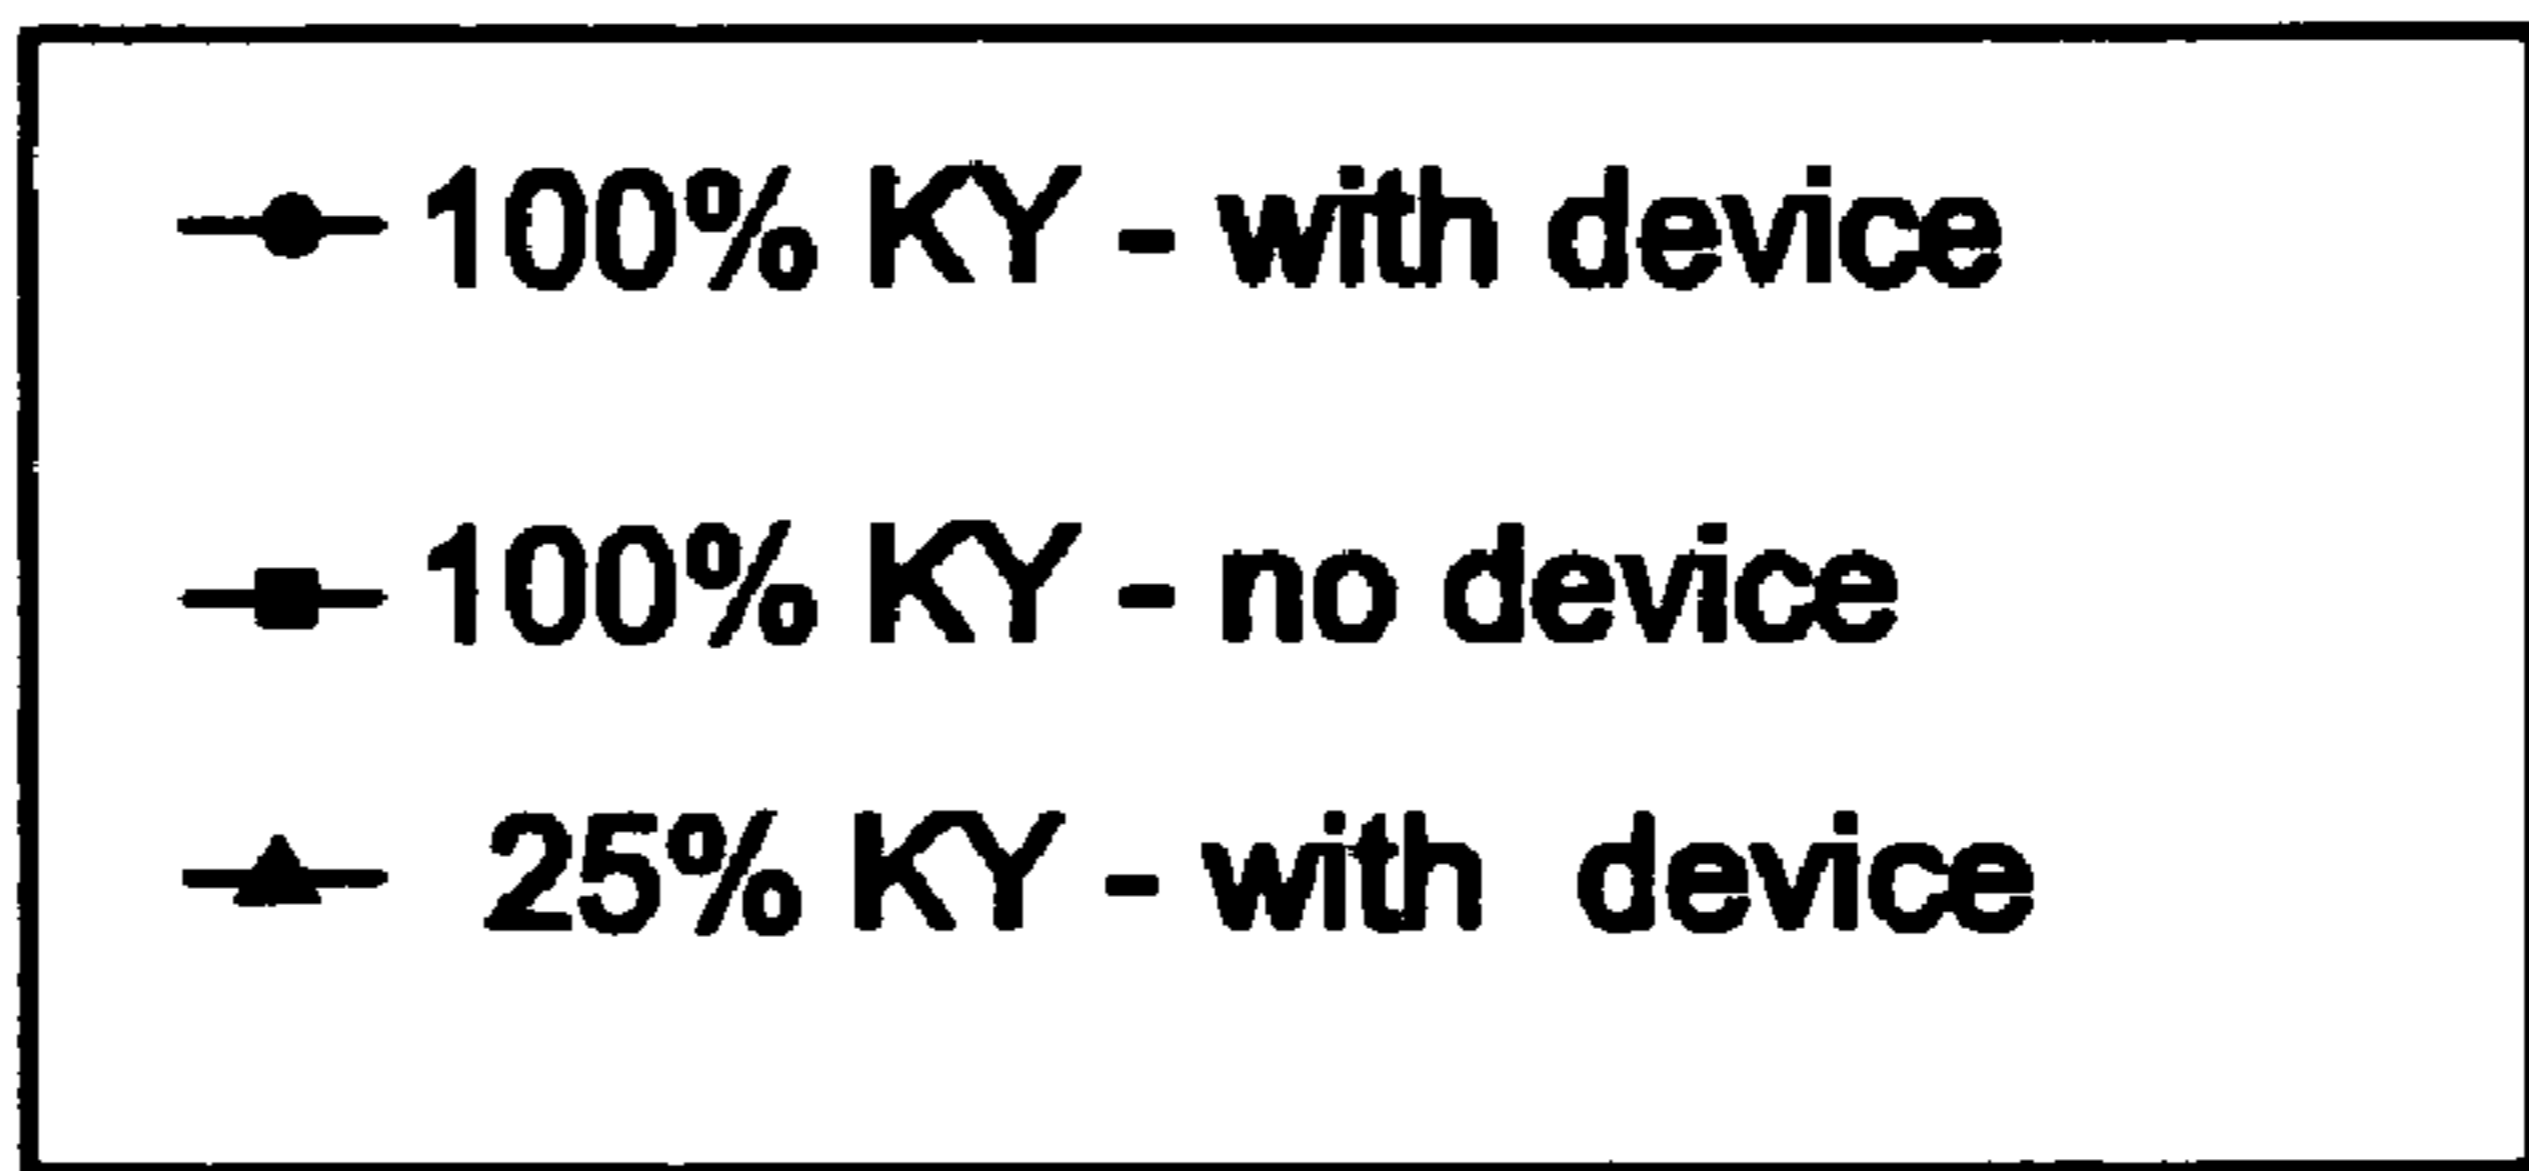 100% KY - with device
100% KY - no device
25% KY - with device